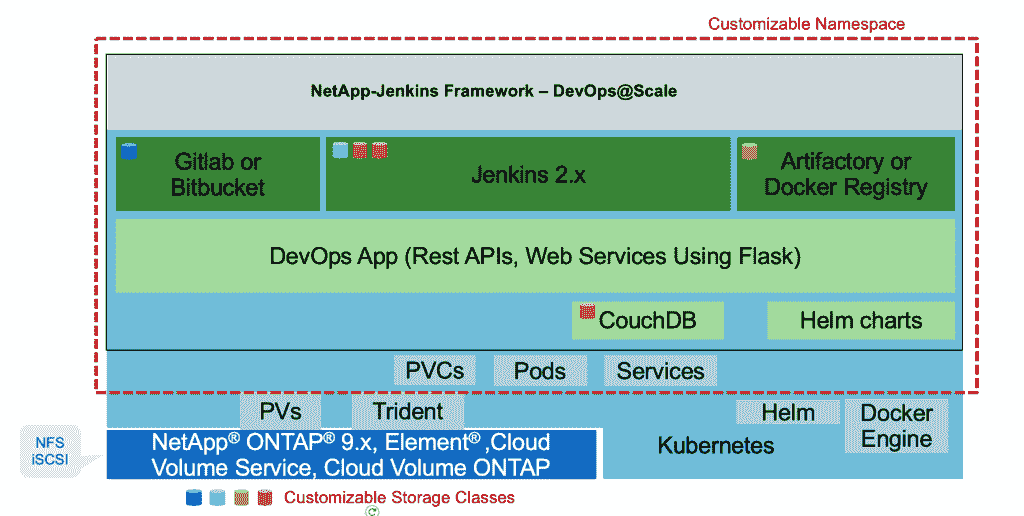 Customizable Namespace
NetApp-Jenkins Framework – DevOps@Scale
Gitlab or
Bitbucket
Jenkins 2.x
Artifactory or
Docker Registry
DevOps App (Rest APIs, Web Services Using Flask)
CouchDB
Helm charts
PVCs
Pods
Services
PVs
Trident
Helm
Docker
Engine
NFS
iSCSI
NetApp® ONTAP® 9.x, Element® ,Cloud
Volume Service, Cloud Volume ONTAP
Kubernetes
Customizable Storage Classes